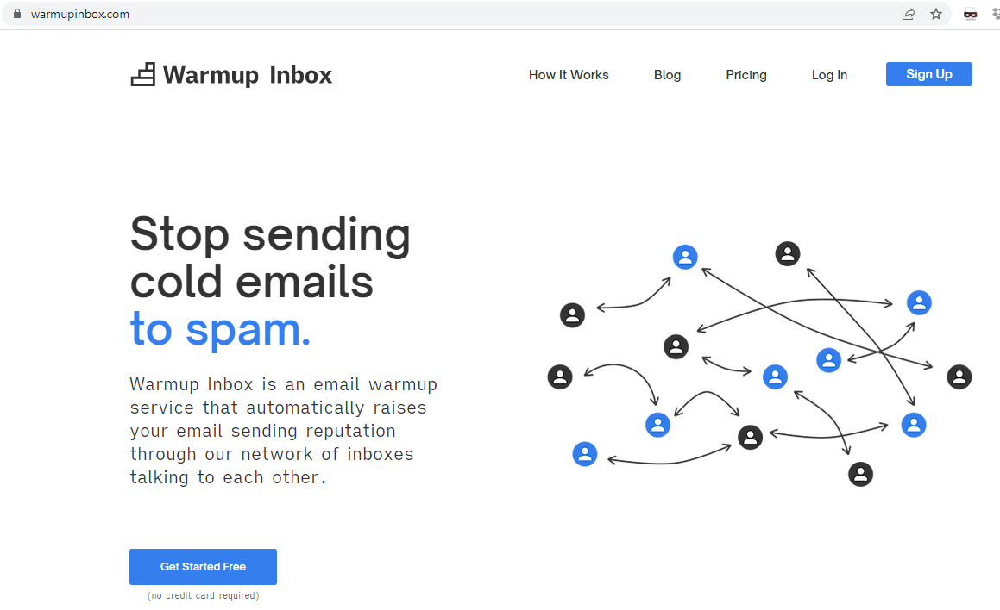 warmupinbox.com
Warmup Inbox
How It Works
Blog
Pricing
Log In
Sign Up
Stop sending
cold emails
to spam.
Warmup Inbox is an email warmup
service that automatically raises
your email sending reputation
through our network of inboxes
talking to each other.
Get Started Free
(no credit card required)